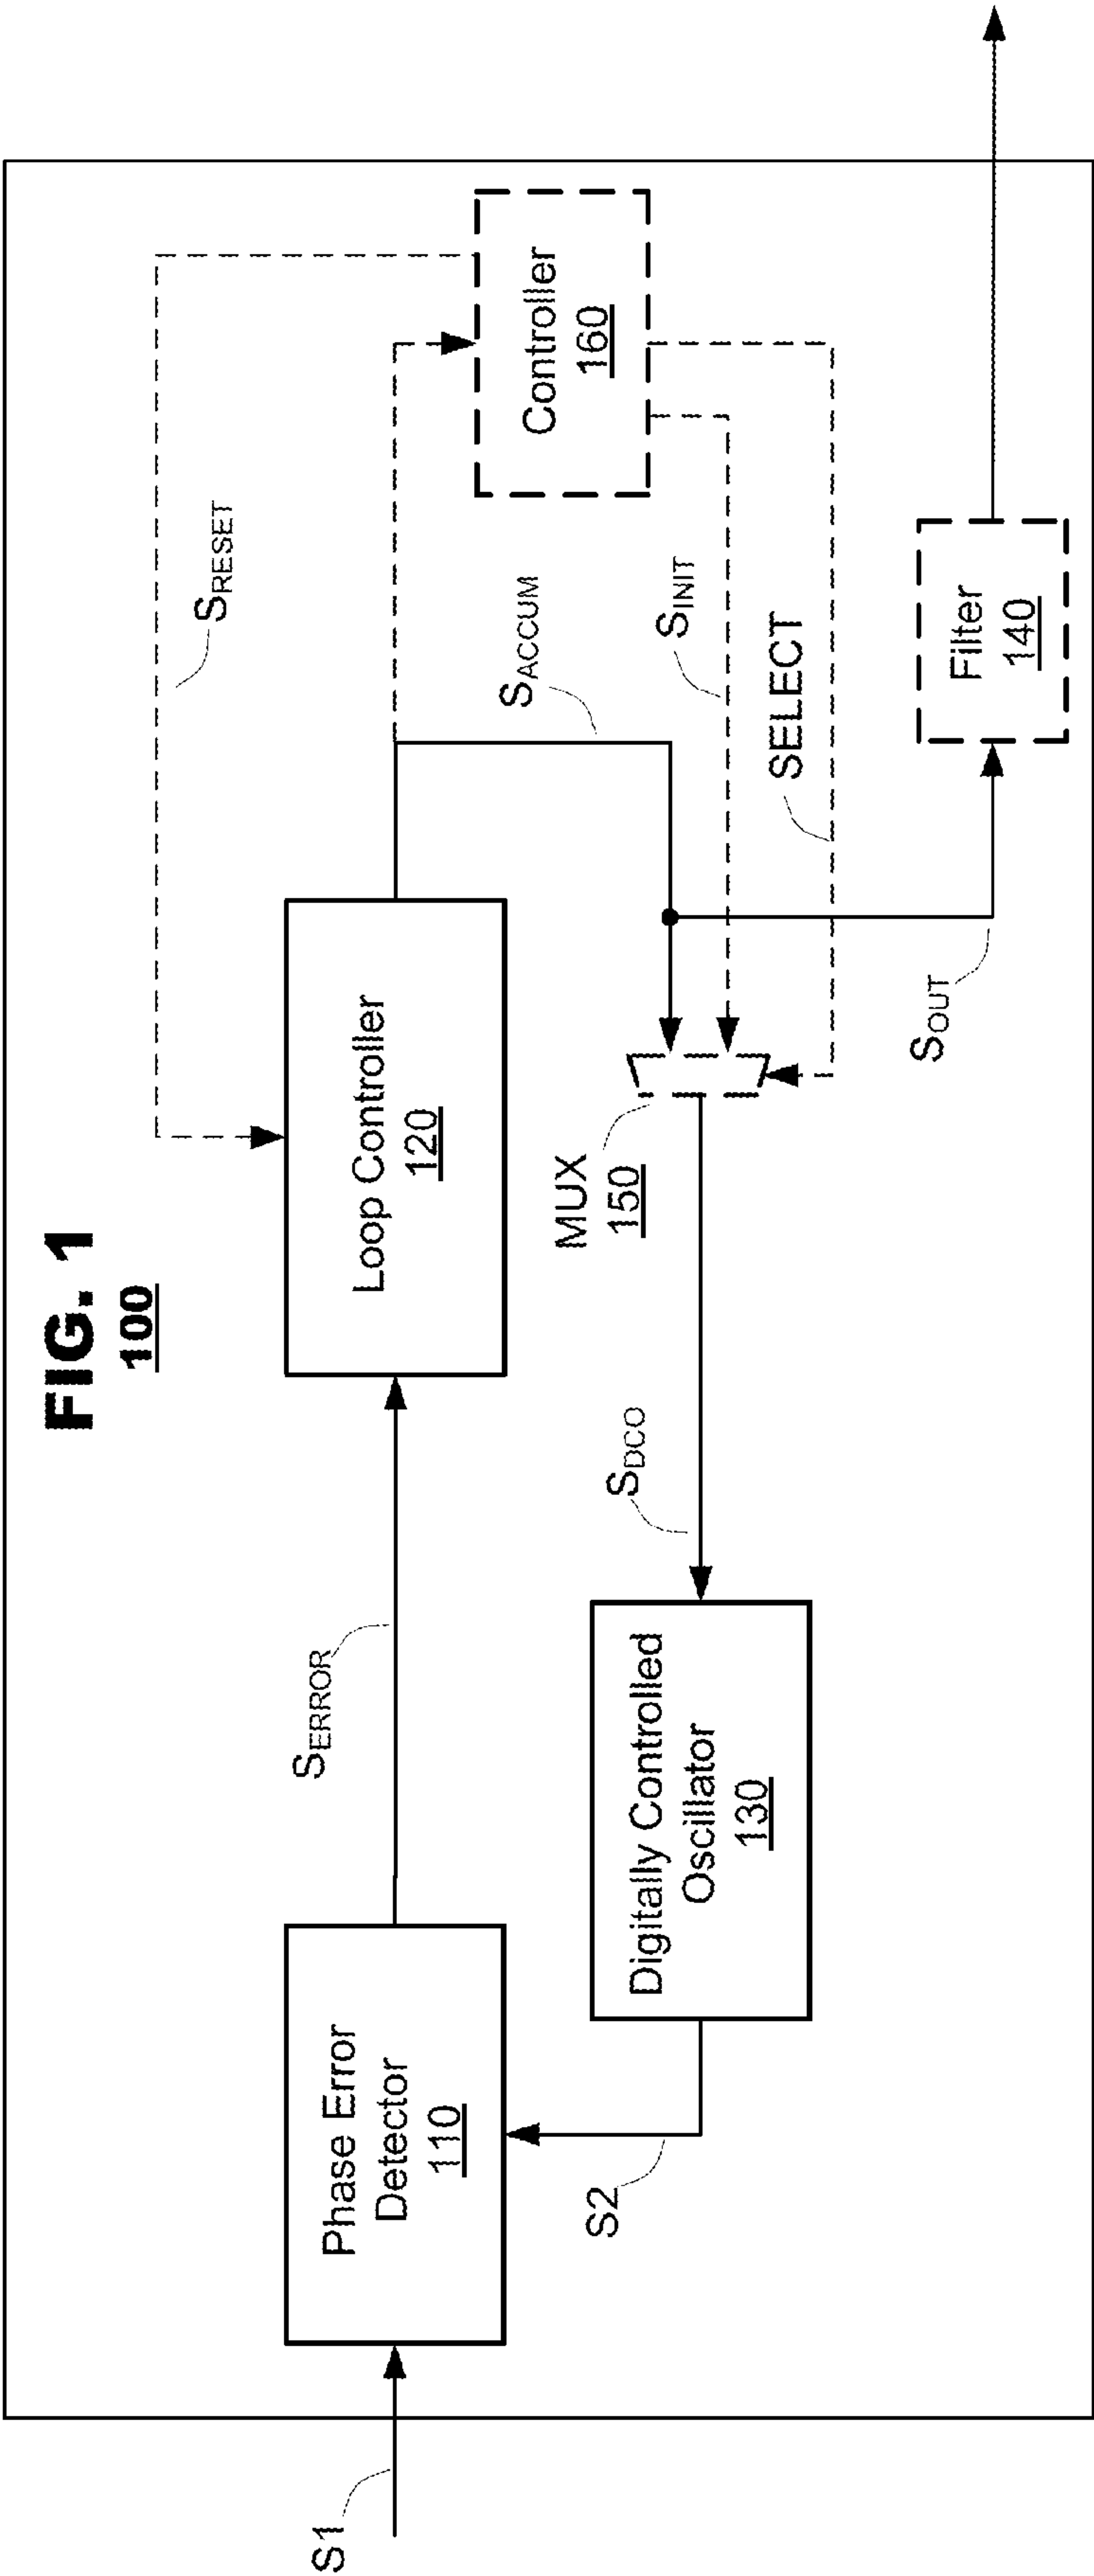 FIG. 1
100
S1
Phase Error
Detector
110
S2
SERROR
Loop Controller
120
SRESET
Digitally Controlled
Oscillator
130
SDCO
MUX
150
SACCUM
SINIT
SELECT
Controller
160
SOUT
Filter
140